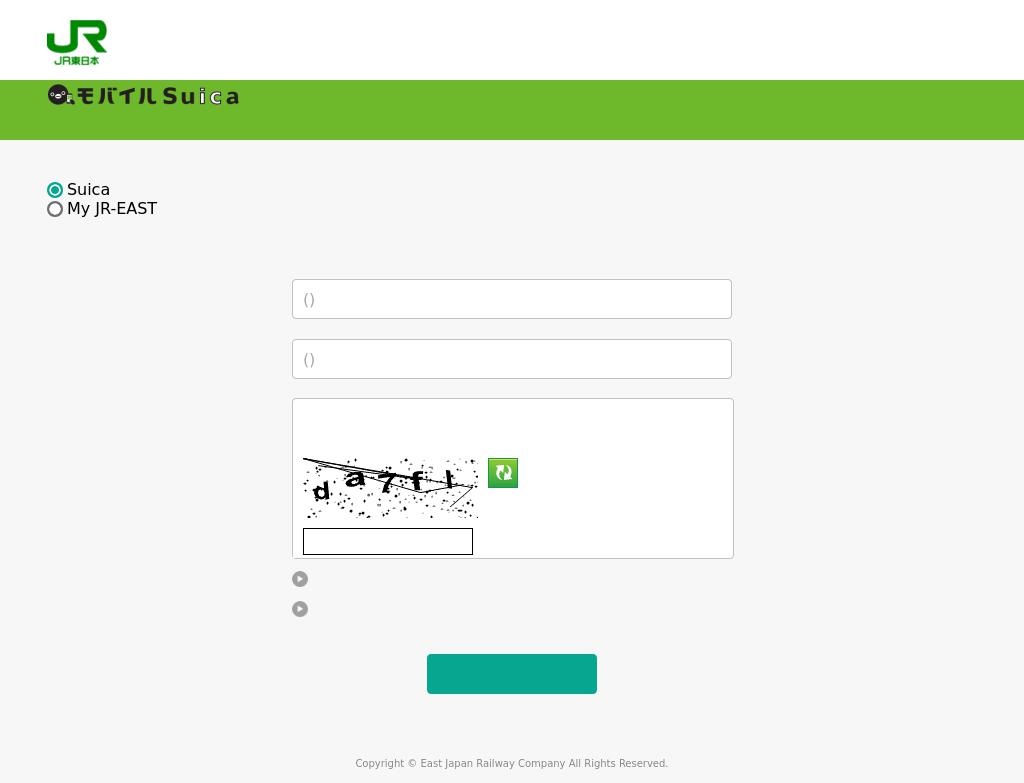 JR
JR東日本
モバイルSuica
Suica
My JR-EAST
()
()
da7fl
Copyright © East Japan Railway Company All Rights Reserved.